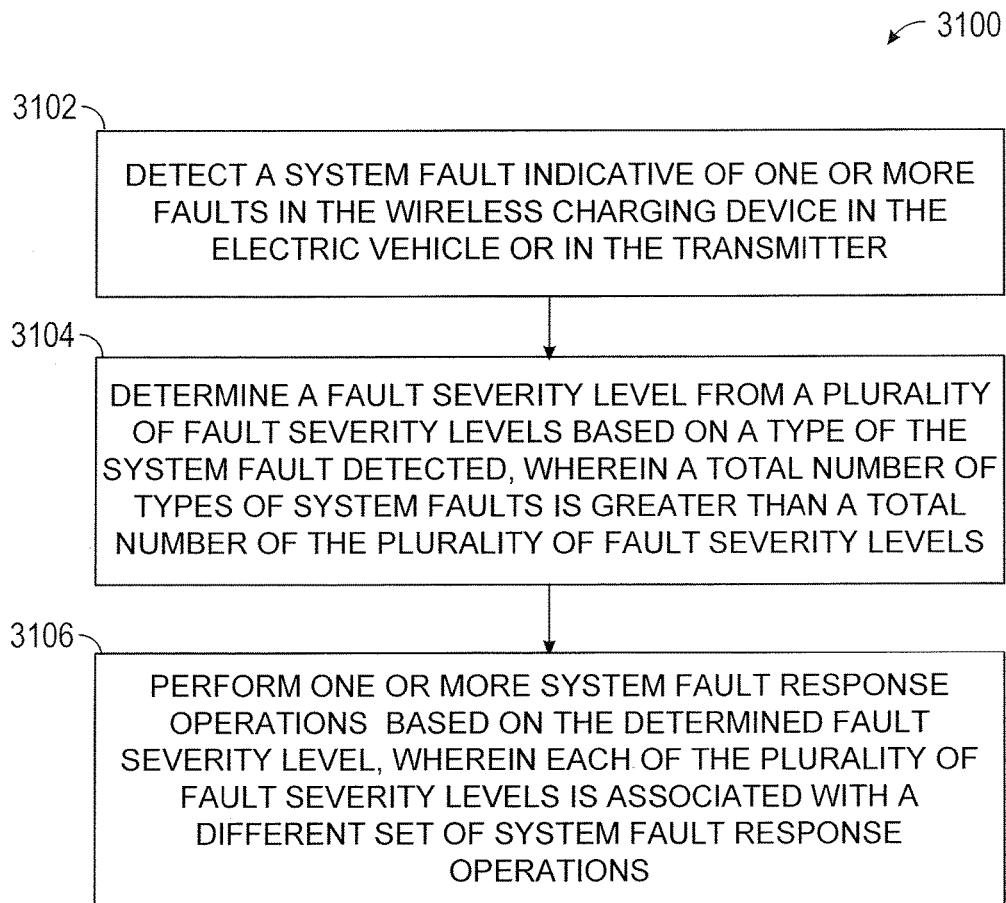 3100
3102
DETECT A SYSTEM FAULT INDICATIVE OF ONE OR MORE
FAULTS IN THE WIRELESS CHARGING DEVICE IN THE
ELECTRIC VEHICLE OR IN THE TRANSMITTER
3104
DETERMINE A FAULT SEVERITY LEVEL FROM A PLURALITY
OF FAULT SEVERITY LEVELS BASED ON A TYPE OF THE
SYSTEM FAULT DETECTED, WHEREIN A TOTAL NUMBER OF
TYPES OF SYSTEM FAULTS IS GREATER THAN A TOTAL
NUMBER OF THE PLURALITY OF FAULT SEVERITY LEVELS
3106
PERFORM ONE OR MORE SYSTEM FAULT RESPONSE
OPERATIONS BASED ON THE DETERMINED FAULT
SEVERITY LEVEL, WHEREIN EACH OF THE PLURALITY OF
FAULT SEVERITY LEVELS IS ASSOCIATED WITH A
DIFFERENT SET OF SYSTEM FAULT RESPONSE
OPERATIONS